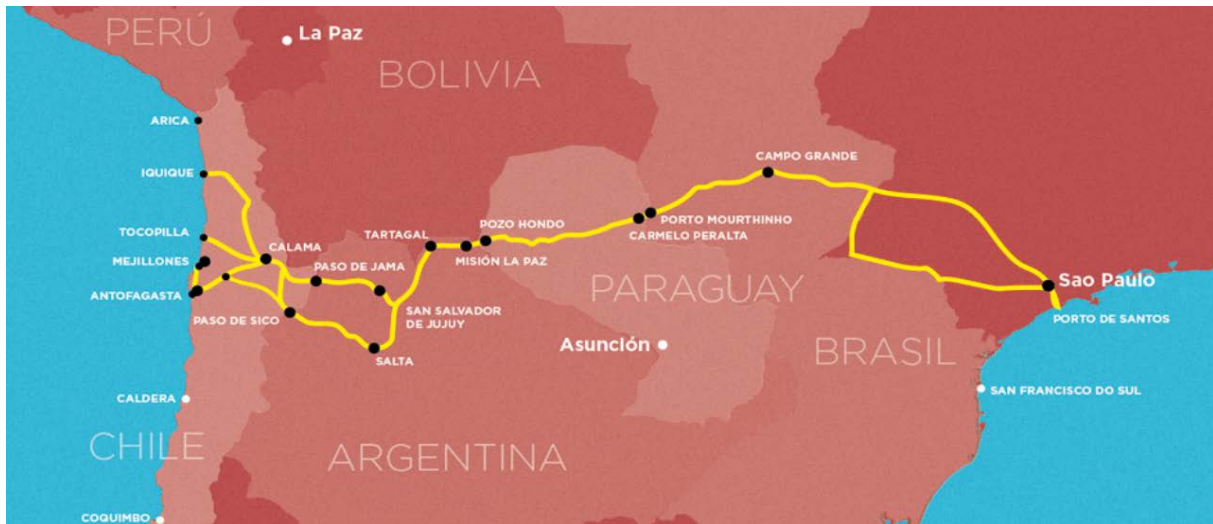 PERÚ
La Paz
BOLIVIA
ARICA
IQUIQUE
CAMPO GRANDE
TOCOPILLA
CALAMA
TARTAGAL
POZO HONDO
PORTO MOURTHINHO
CARMELO PERALTA
MISIÓN LA PAZ
MEJILLONES
PASO DE JAMA
ANTOFAGASTA
PARAGUAY
Sao Paulo
PASO DE SICO
SAN SALVADOR
DE JUJUY
PORTO DE SANTOS
SALTA
Asunción
BRASIL
CALDERA
SAN FRANCISCO DO SUL
CHILE
ARGENTINA
COQUIMBO